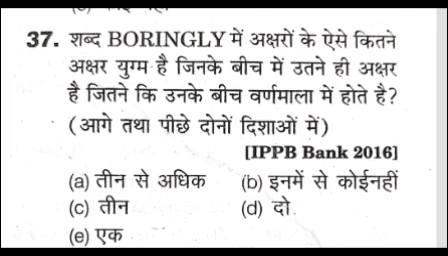 37. शब्द BORINGLY में अक्षरों के ऐसे कितने
अक्षर युग्म है जिनके बीच में उतने ही अक्षर
है जितने कि उनके बीच वर्णमाला में होते है?
(आगे तथा पीछे दोनों दिशाओं में)
[IPPB Bank 2016]
(a) तीन से अधिक (b) इनमें से कोईनहीं
(c) तीन (d) दो
(e) एक